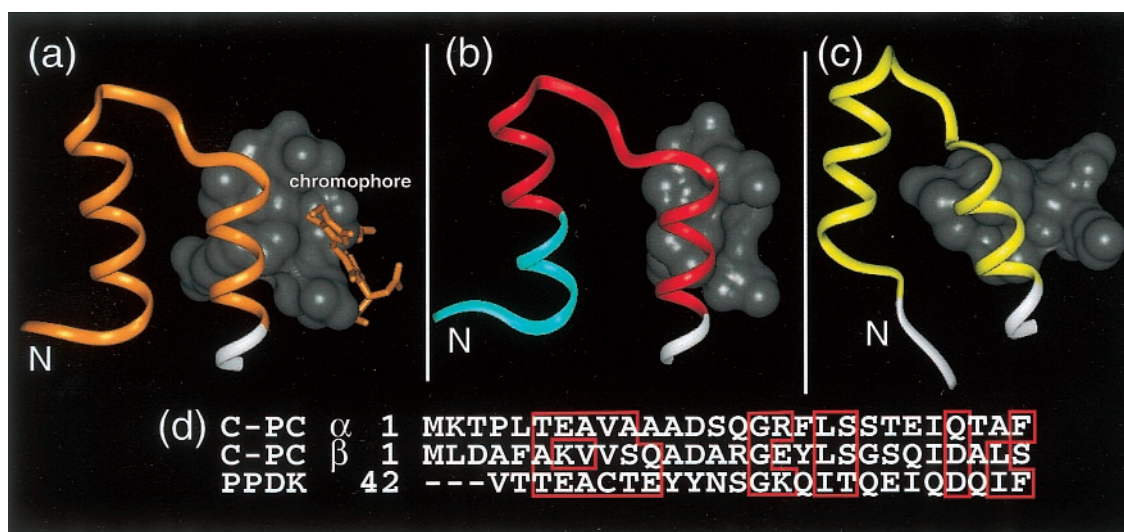 (a) (b) (c)
chromophore
N N N
(d) C-PC α 1 MKTPLTEAVAAADSQGRFLSSTEIQTAF
C-PC β 1 MLDAFAKVVSQADARGEYLSGSQIDALS
PPDK 42 ---VTTEACTEYYNSGKQITQEIQDQIF